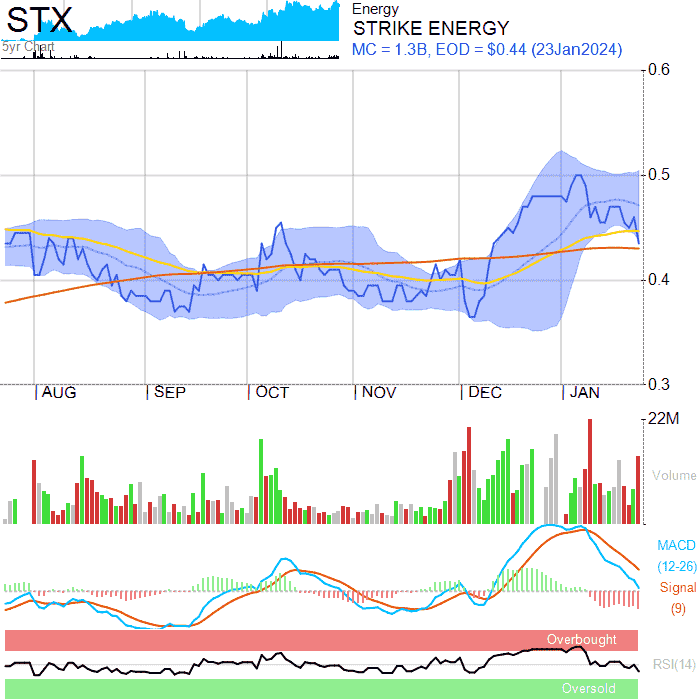 STX
5yr Chart
Energy
STRIKE ENERGY
MC = 1.3B, EOD = $0.44 (23Jan2024)
0.6
0.5
0.4
0.3
AUG
SEP
OCT
NOV
DEC
JAN
22M
Volume
MACD
(12-26)
Signal
(9)
Overbought
RSI(14)
Oversold